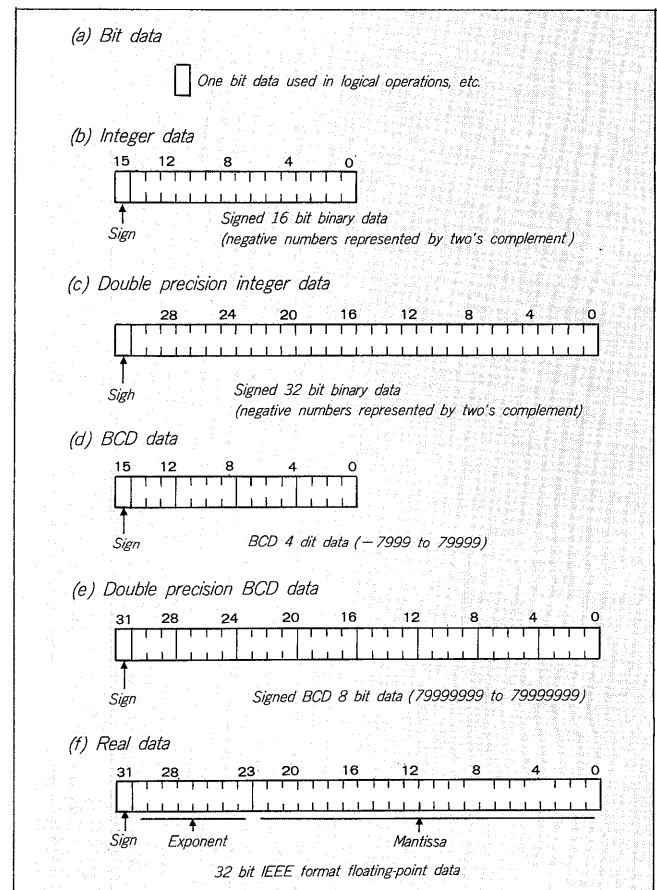 (a) Bit data
One bit data used in logical operations, etc.
(b) Integer data
15 12 8 4 0
Sign
Signed 16 bit binary data
(negative numbers represented by two's complement)
(c) Double precision integer data
28 24 20 16 12 8 4 0
Sigh
Signed 32 bit binary data
(negative numbers represented by two's complement)
(d) BCD data
15 12 8 4 0
Sign
BCD 4 dit data (−7999 to 79999)
(e) Double precision BCD data
31 28 24 20 16 12 8 4 0
Sign
Signed BCD 8 bit data (79999999 to 79999999)
(f) Real data
31 28 23 20 16 12 8 4 0
Sign Exponent Mantissa
32 bit IEEE format floating-point data